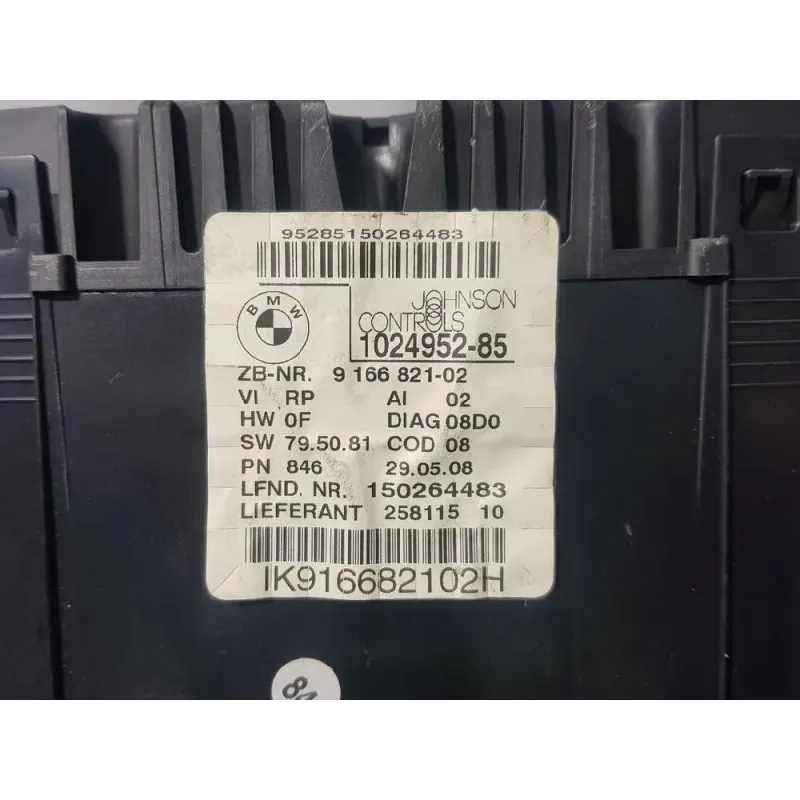 95285150264483
BMW
JOHNSON
CONTROLS
1024952-85
ZB-NR. 9 166 821-02
VI RP AI 02
HW 0F DIAG 08D0
SW 79.50.81 COD 08
PN 846 29.05.08
LFND. NR. 150264483
LIEFERANT 258115 10
IK916682102H